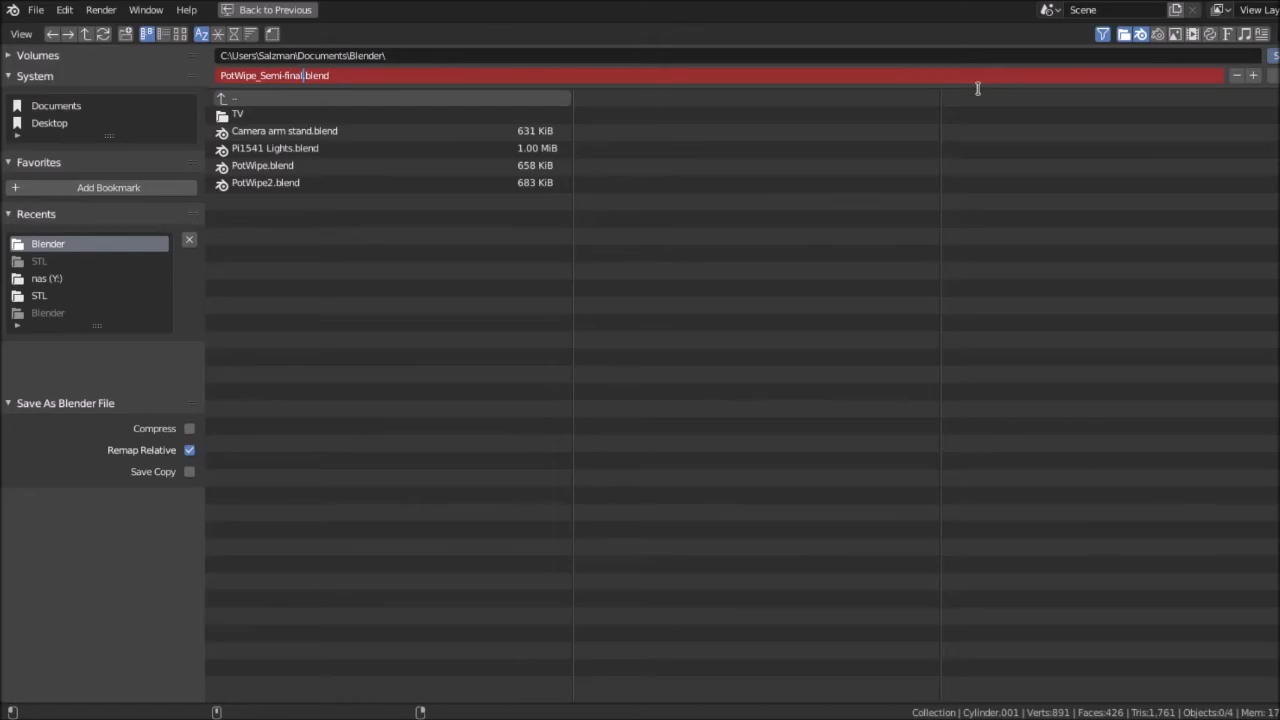 File Edit Render Window Help Back to Previous Scene View Lay
View
Volumes C:\Users\Salzman\Documents\Blender\
System PotWipe_Semi-final.blend
..
Documents TV
Desktop Camera arm stand.blend 631 KiB
Pi1541 Lights.blend 1.00 MiB
Favorites PotWipe.blend 658 KiB
Add Bookmark PotWipe2.blend 683 KiB
Recents
Blender
STL
nas (Y:)
STL
Blender
Save As Blender File
Compress
Remap Relative
Save Copy
Collection | Cylinder.001 | Verts:891 | Faces:426 | Tris:1,761 | Objects:0/4 | Mem: 17